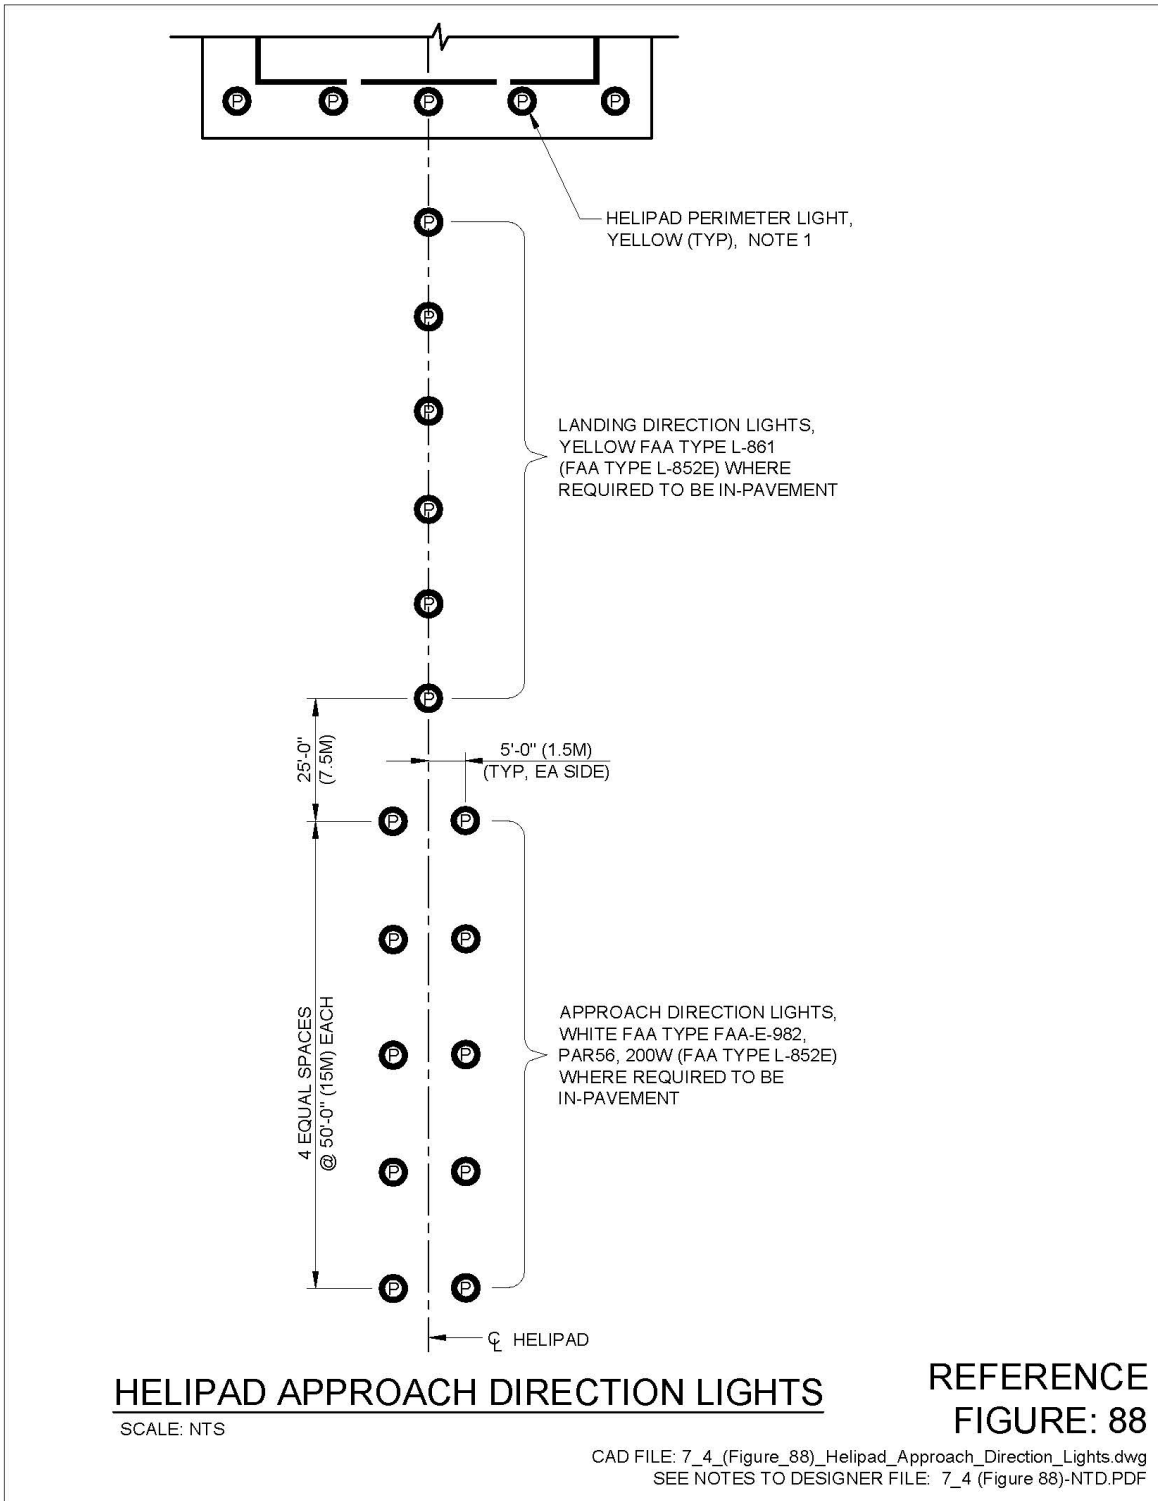 P P P P P
HELIPAD PERIMETER LIGHT,
YELLOW (TYP),  NOTE 1
P
P
P
LANDING DIRECTION LIGHTS,
YELLOW FAA TYPE L-861
(FAA TYPE L-852E) WHERE
REQUIRED TO BE IN-PAVEMENT
P
P
P
25'-0"
(7.5M)
5'-0" (1.5M)
(TYP, EA SIDE)
P P
P P
4 EQUAL SPACES
@ 50'-0" (15M) EACH
APPROACH DIRECTION LIGHTS,
WHITE FAA TYPE FAA-E-982,
PAR56, 200W (FAA TYPE L-852E)
WHERE REQUIRED TO BE
IN-PAVEMENT
P P
P P
P P
℄ HELIPAD
HELIPAD APPROACH DIRECTION LIGHTS
SCALE: NTS
REFERENCE
FIGURE: 88
CAD FILE: 7_4_(Figure_88)_Helipad_Approach_Direction_Lights.dwg
SEE NOTES TO DESIGNER FILE:  7_4 (Figure 88)-NTD.PDF